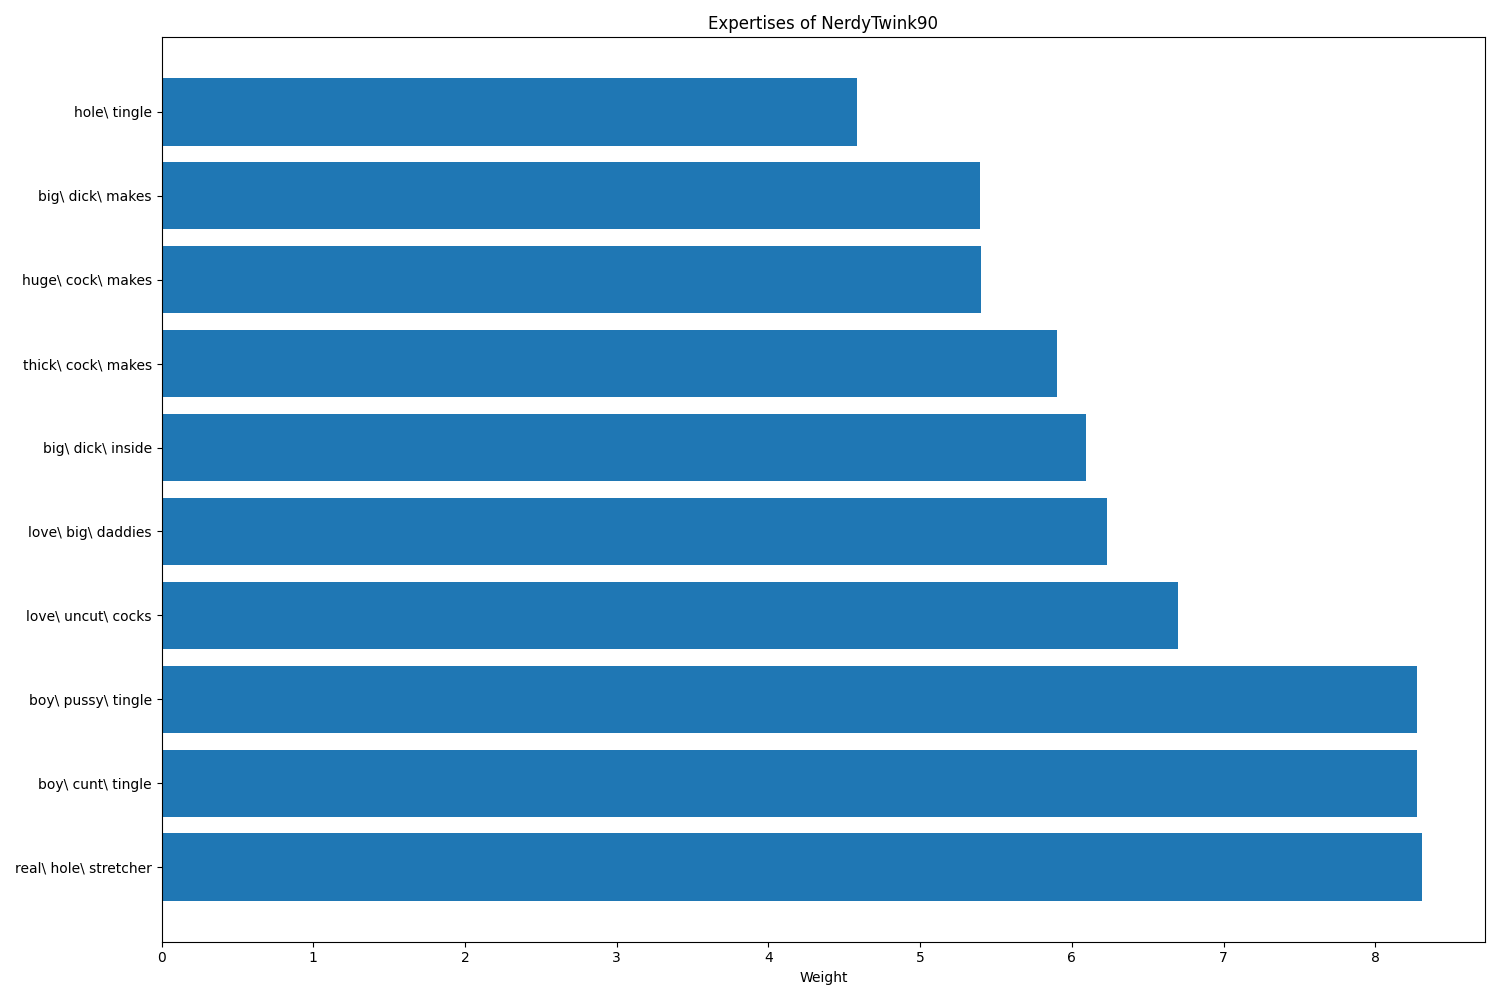 Expertises of NerdyTwink90
hole\ tingle
big\ dick\ makes
huge\ cock\ makes
thick\ cock\ makes
big\ dick\ inside
love\ big\ daddies
love\ uncut\ cocks
boy\ pussy\ tingle
boy\ cunt\ tingle
real\ hole\ stretcher
0 1 2 3 4 5 6 7 8
Weight